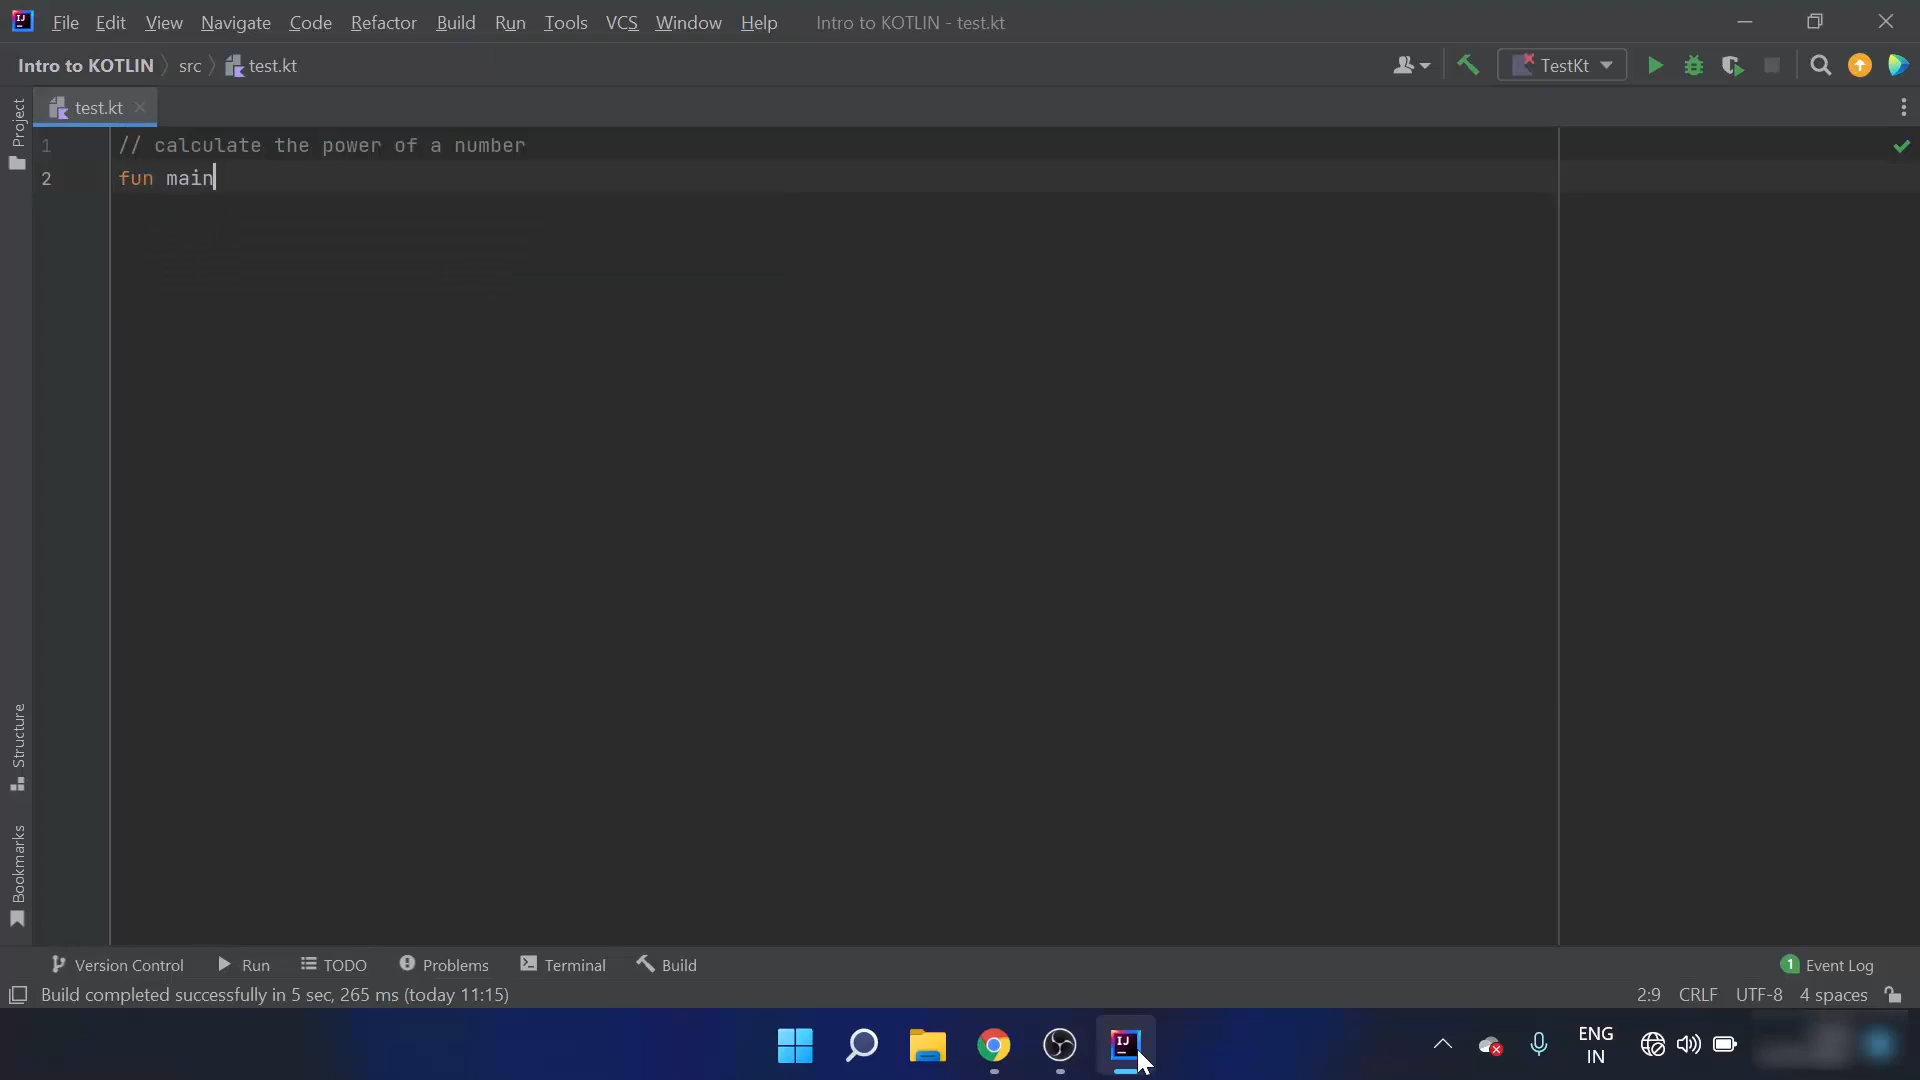 File Edit View Navigate Code Refactor Build Run Tools VCS Window Help Intro to KOTLIN - test.kt
Intro to KOTLIN src test.kt
TestKt
Project
test.kt
1 // calculate the power of a number
2 fun main
Structure
Bookmarks
Version Control Run TODO Problems Terminal Build
1 Event Log
Build completed successfully in 5 sec, 265 ms (today 11:15)
2:9 CRLF UTF-8 4 spaces
IJ
ENG
IN